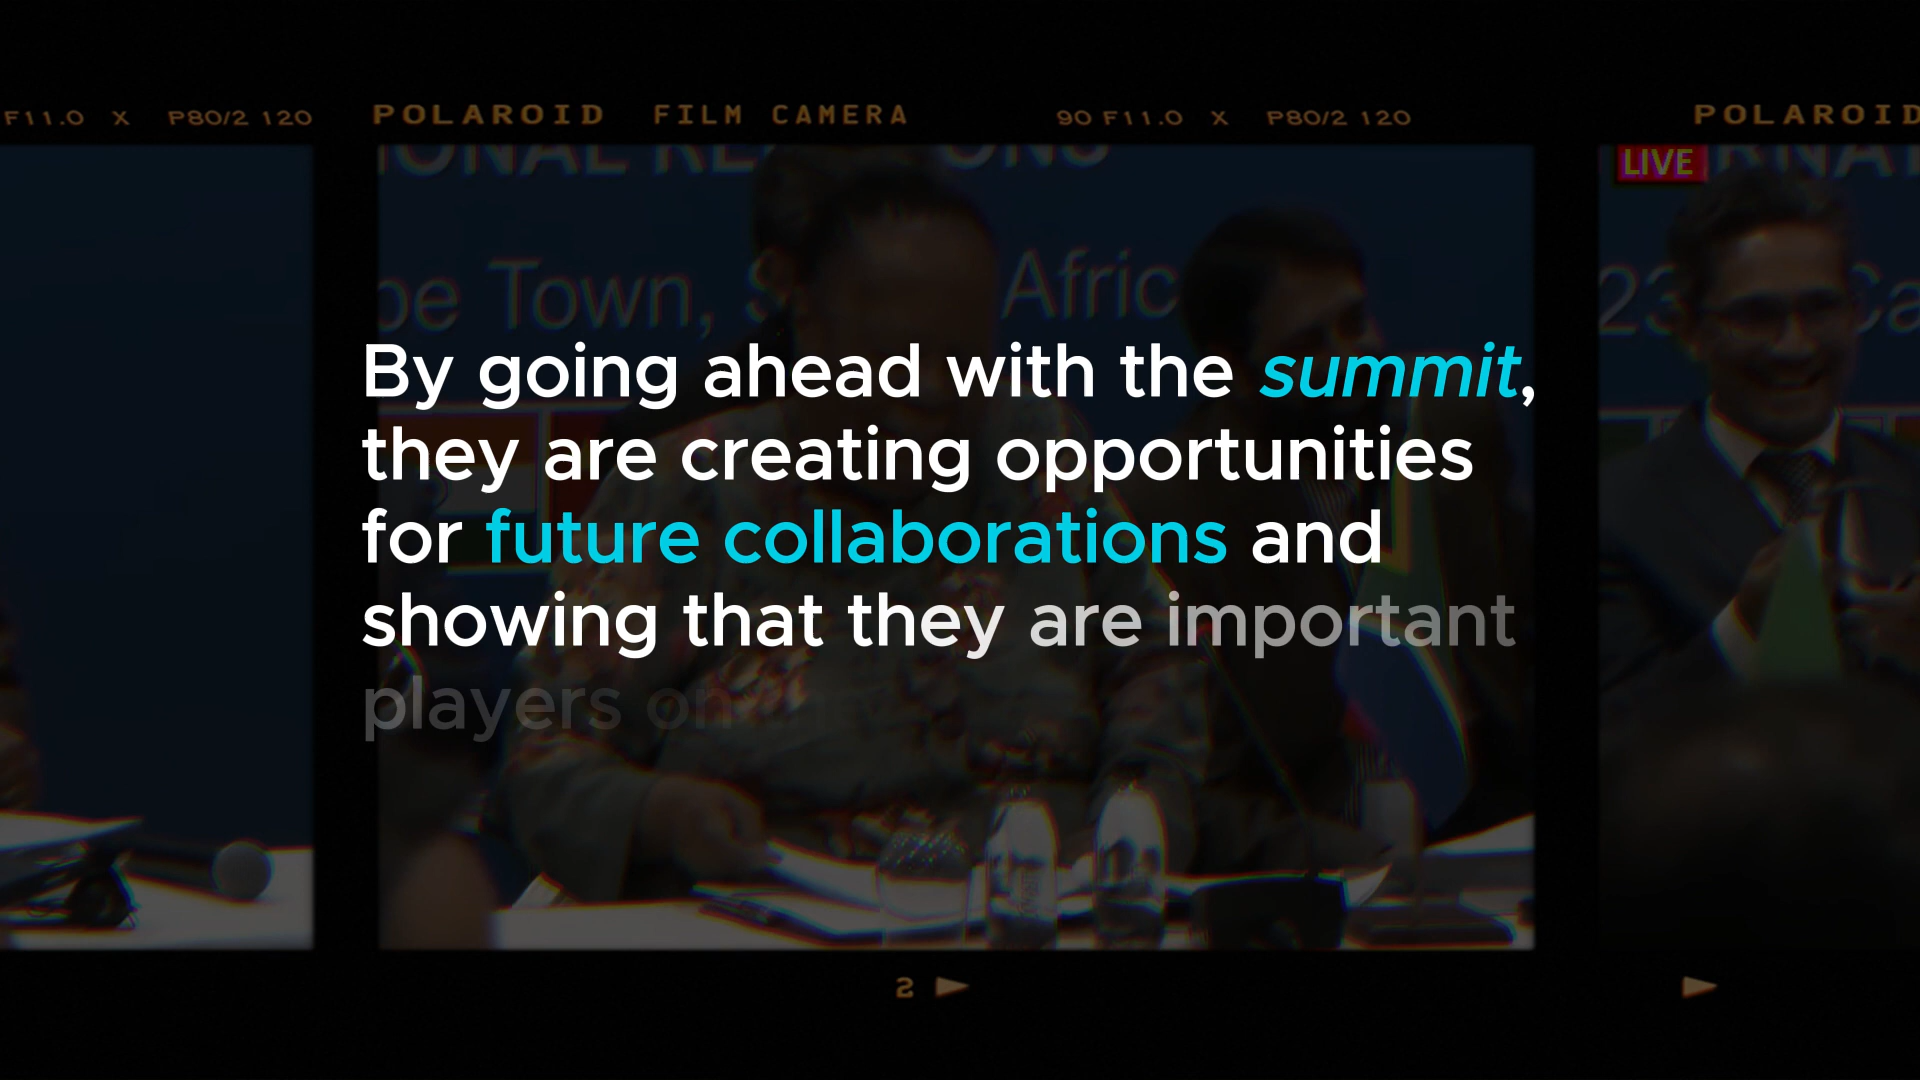 F11.0 X P80/2 120 POLAROID FILM CAMERA 90 F11.0 X P80/2 120 POLAROID
LIVE
Town, Afric
By going ahead with the summit,
they are creating opportunities
for future collaborations and
showing that they are important
players on
2